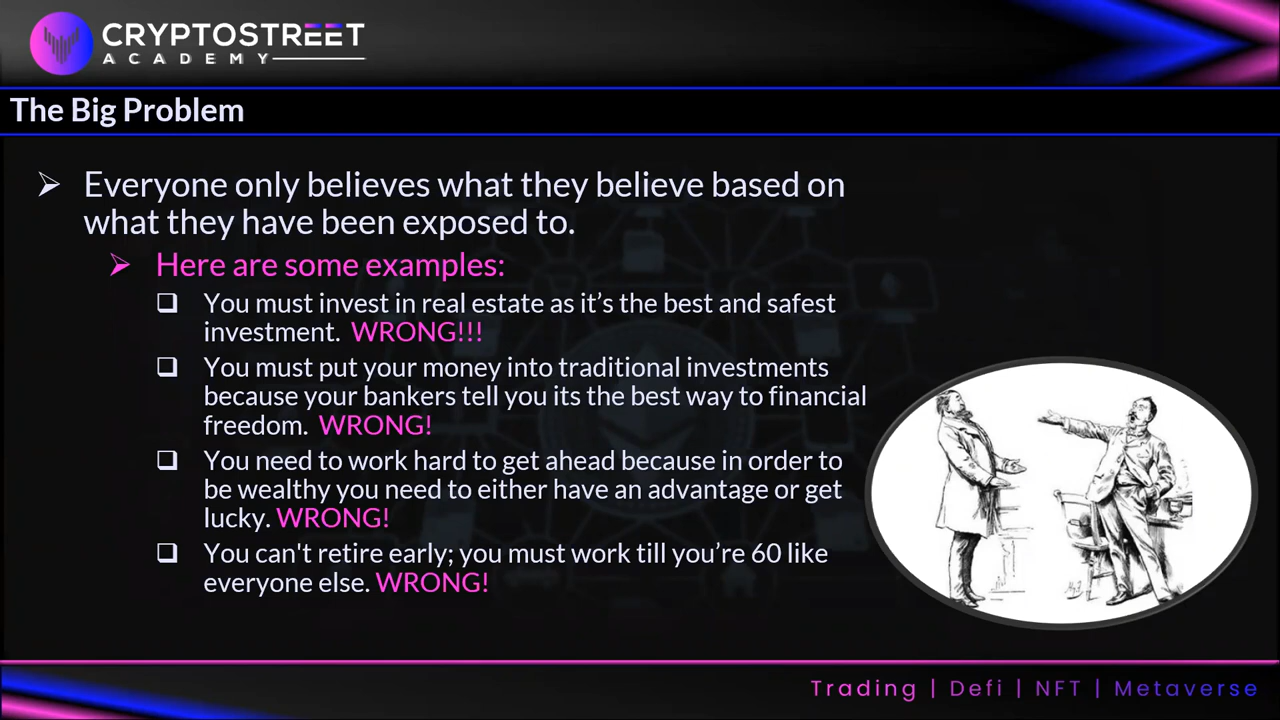 CRYPTOSTREET
ACADEMY
The Big Problem
Everyone only believes what they believe based on
what they have been exposed to.
Here are some examples:
You must invest in real estate as it’s the best and safest
investment.  WRONG!!!
You must put your money into traditional investments
because your bankers tell you its the best way to financial
freedom.  WRONG!
You need to work hard to get ahead because in order to
be wealthy you need to either have an advantage or get
lucky. WRONG!
You can't retire early; you must work till you’re 60 like
everyone else. WRONG!
Trading | Defi | NFT | Metaverse